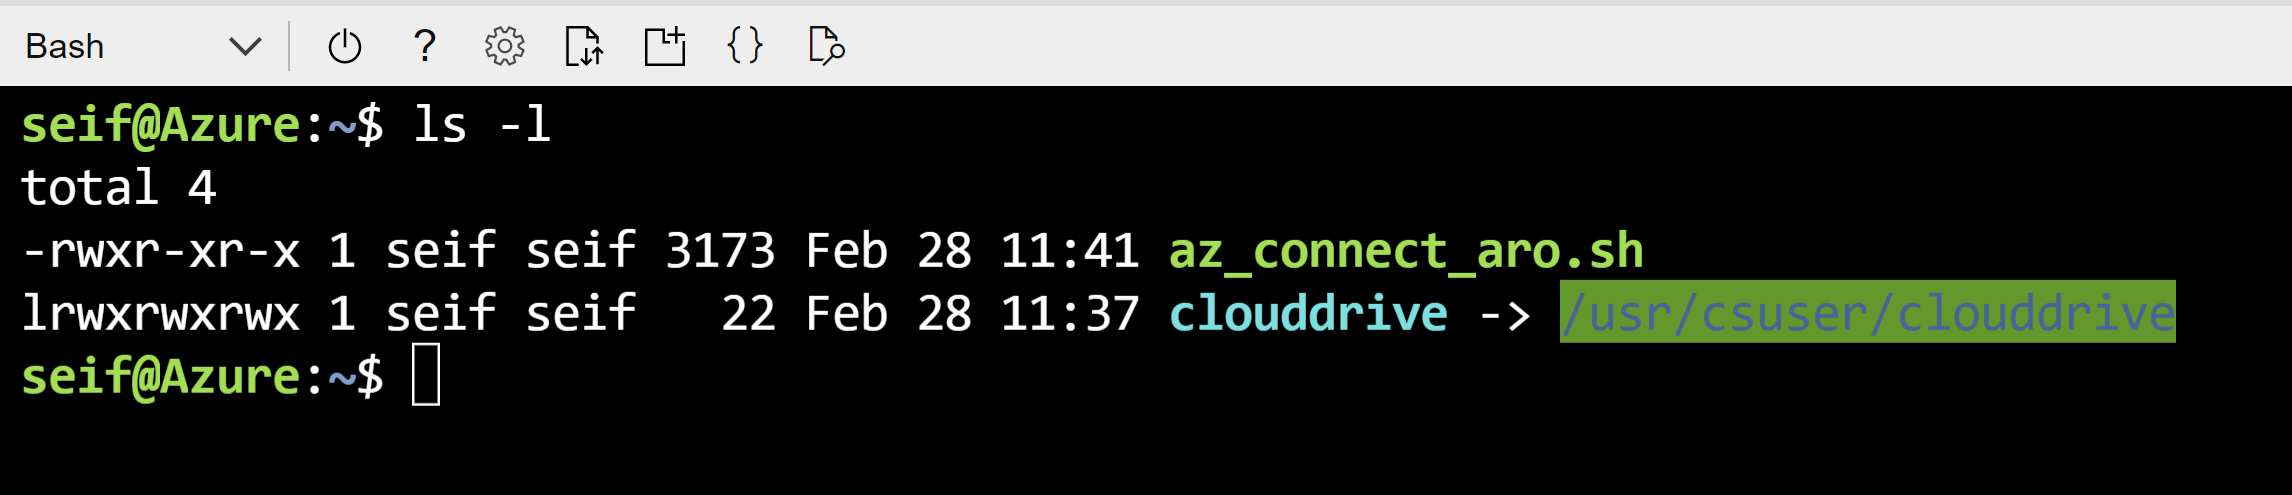 Bash
seif@Azure:~$ ls -l
total 4
-rwxr-xr-x 1 seif seif 3173 Feb 28 11:41 az_connect_aro.sh
lrwxrwxrwx 1 seif seif   22 Feb 28 11:37 clouddrive -> /usr/csuser/clouddrive
seif@Azure:~$